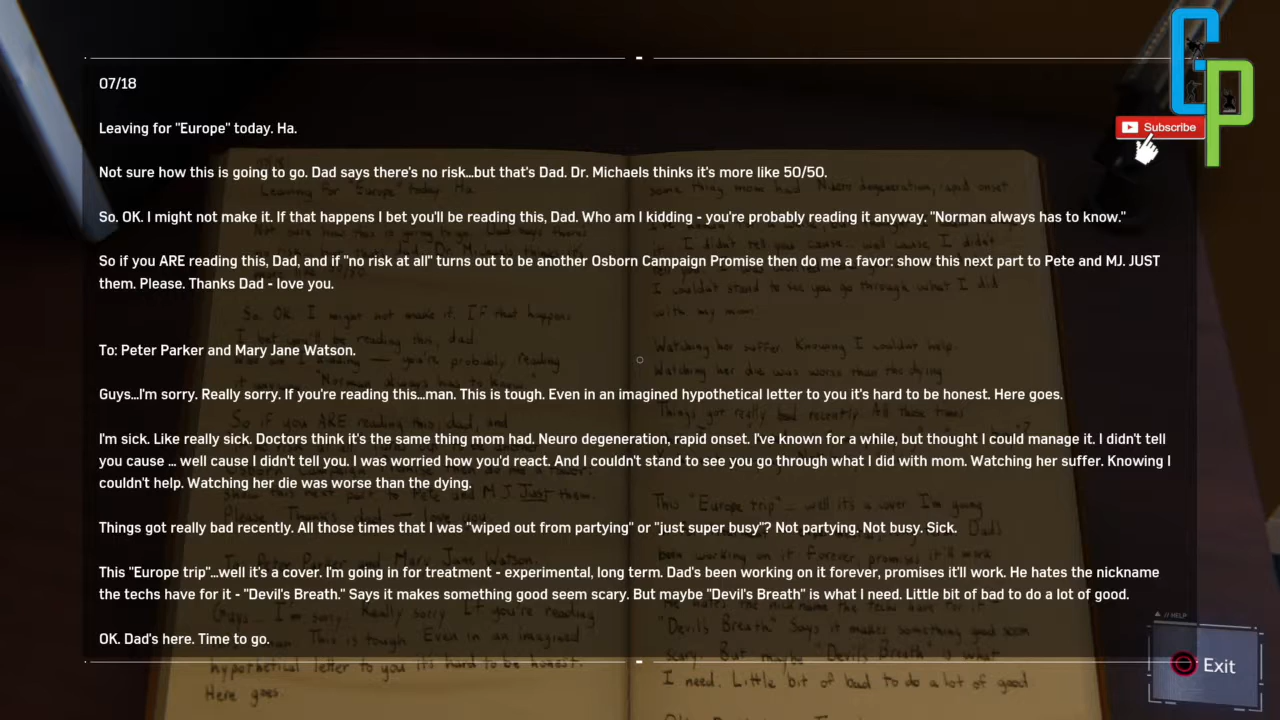 07/18
Leaving for "Europe" today. Ha.
Not sure how this is going to go. Dad says there's no risk...but that's Dad. Dr. Michaels thinks it's more like 50/50.
So. OK. I might not make it. If that happens I bet you'll be reading this, Dad. Who am I kidding - you're probably reading it anyway. "Norman always has to know."
So if you ARE reading this, Dad, and if "no risk at all" turns out to be another Osborn Campaign Promise then do me a favor: show this next part to Pete and MJ. JUST
them. Please. Thanks Dad - love you.
To: Peter Parker and Mary Jane Watson.
Guys...I'm sorry. Really sorry. If you're reading this...man. This is tough. Even in an imagined hypothetical letter to you it's hard to be honest. Here goes.
I'm sick. Like really sick. Doctors think it's the same thing mom had. Neuro degeneration, rapid onset. I've known for a while, but thought I could manage it. I didn't tell
you cause ... well cause I didn't tell you. I was worried how you'd react. And I couldn't stand to see you go through what I did with mom. Watching her suffer. Knowing I
couldn't help. Watching her die was worse than the dying.
Things got really bad recently. All those times that I was "wiped out from partying" or "just super busy"? Not partying. Not busy. Sick.
This "Europe trip"...well it's a cover. I'm going in for treatment - experimental, long term. Dad's been working on it forever, promises it'll work. He hates the nickname
the techs have for it - "Devil's Breath." Says it makes something good seem scary. But maybe "Devil's Breath" is what I need. Little bit of bad to do a lot of good.
OK. Dad's here. Time to go.
GP
Subscribe
// HELP
Exit